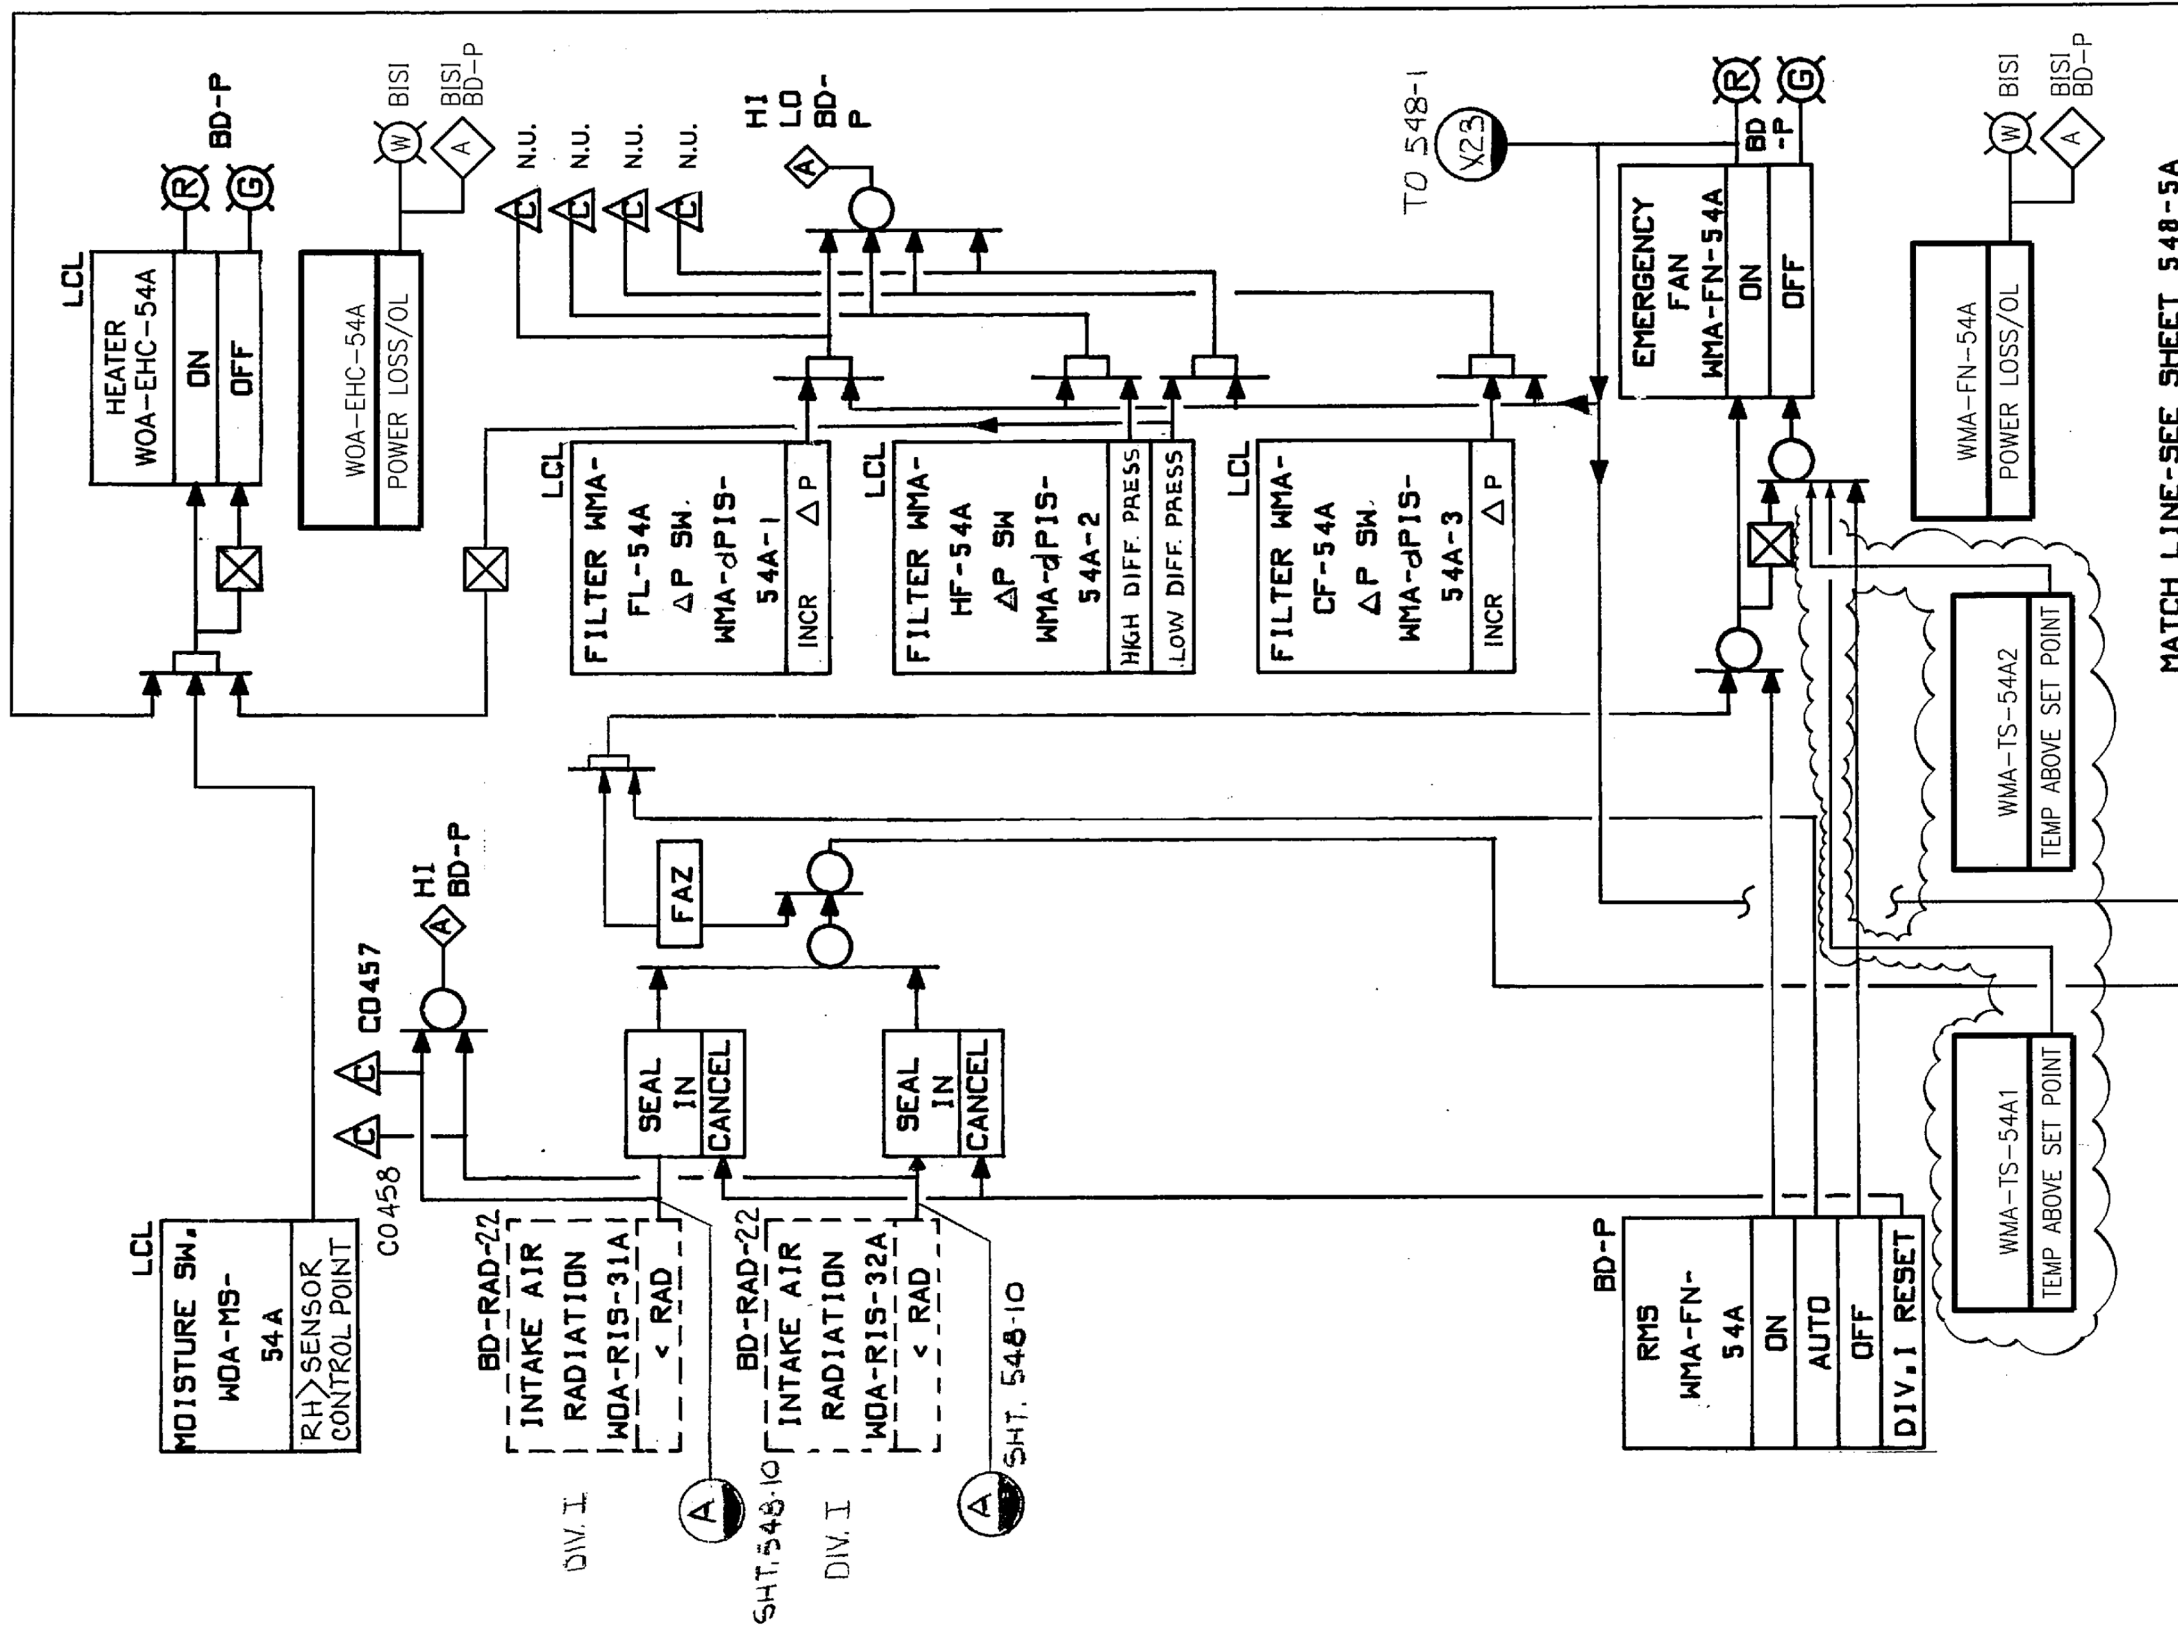 HEATER
WOA-EHC-54A
ON
OFF
LCL
R
G
BD-P
WOA-EHC-54A
POWER LOSS/OL
W
BISI
A
BISI
BD-P
C
N.U.
C
N.U.
C
N.U.
C
N.U.
A
HI
LO
BD-
P
LCL
FILTER WMA-
FL-54A
△P SW.
WMA-dPIS-
54A-1
INCR △P
LCL
FILTER WMA-
HF-54A
△P SW
WMA-dPIS-
54A-2
HIGH DIFF. PRESS
LOW DIFF. PRESS
LCL
FILTER WMA-
CF-54A
△P SW.
WMA-dPIS-
54A-3
INCR △P
TO 548-1
X23
EMERGENCY
FAN
WMA-FN-54A
ON
OFF
R
G
BD
-P
WMA-FN-54A
POWER LOSS/OL
W
BISI
A
BISI
BD-P
MATCH LINE-SEE SHEET 548-5A
LCL
MOISTURE SW.
WOA-MS-
54A
RH>SENSOR
CONTROL POINT
C
C0458
C
C0457
A
HI
BD-P
BD-RAD-22
INTAKE AIR
RADIATION
WOA-RIS-31A
< RAD
DIV. I
A
SHT. 548-10
SEAL
IN
CANCEL
BD-RAD-22
INTAKE AIR
RADIATION
WOA-RIS-32A
< RAD
DIV. I
A
SHT. 548-10
SEAL
IN
CANCEL
FAZ
BD-P
RMS
WMA-FN-
54A
ON
AUTO
OFF
DIV. I RESET
WMA-TS-54A1
TEMP ABOVE SET POINT
WMA-TS-54A2
TEMP ABOVE SET POINT